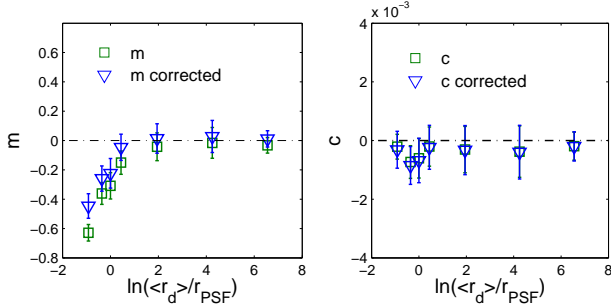 m
m corrected
0.6
0.4
0.2
0
−0.2
−0.4
−0.6
−0.8
m
−2 0 2 4 6 8
ln(<r_d>/r_PSF)
x 10^−3
c
c corrected
4
2
0
−2
−4
c
−2 0 2 4 6 8
ln(<r_d>/r_PSF)